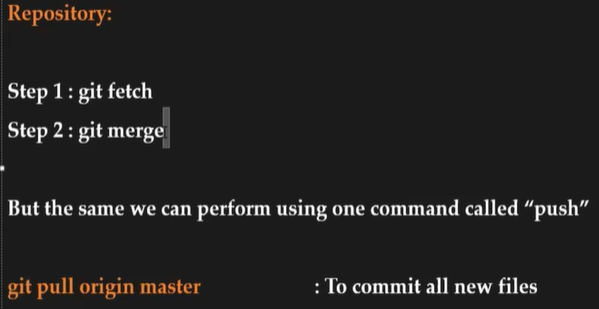 Repository:
Step 1 : git fetch
Step 2 : git merge
But the same we can perform using one command called “push”
git pull origin master : To commit all new files